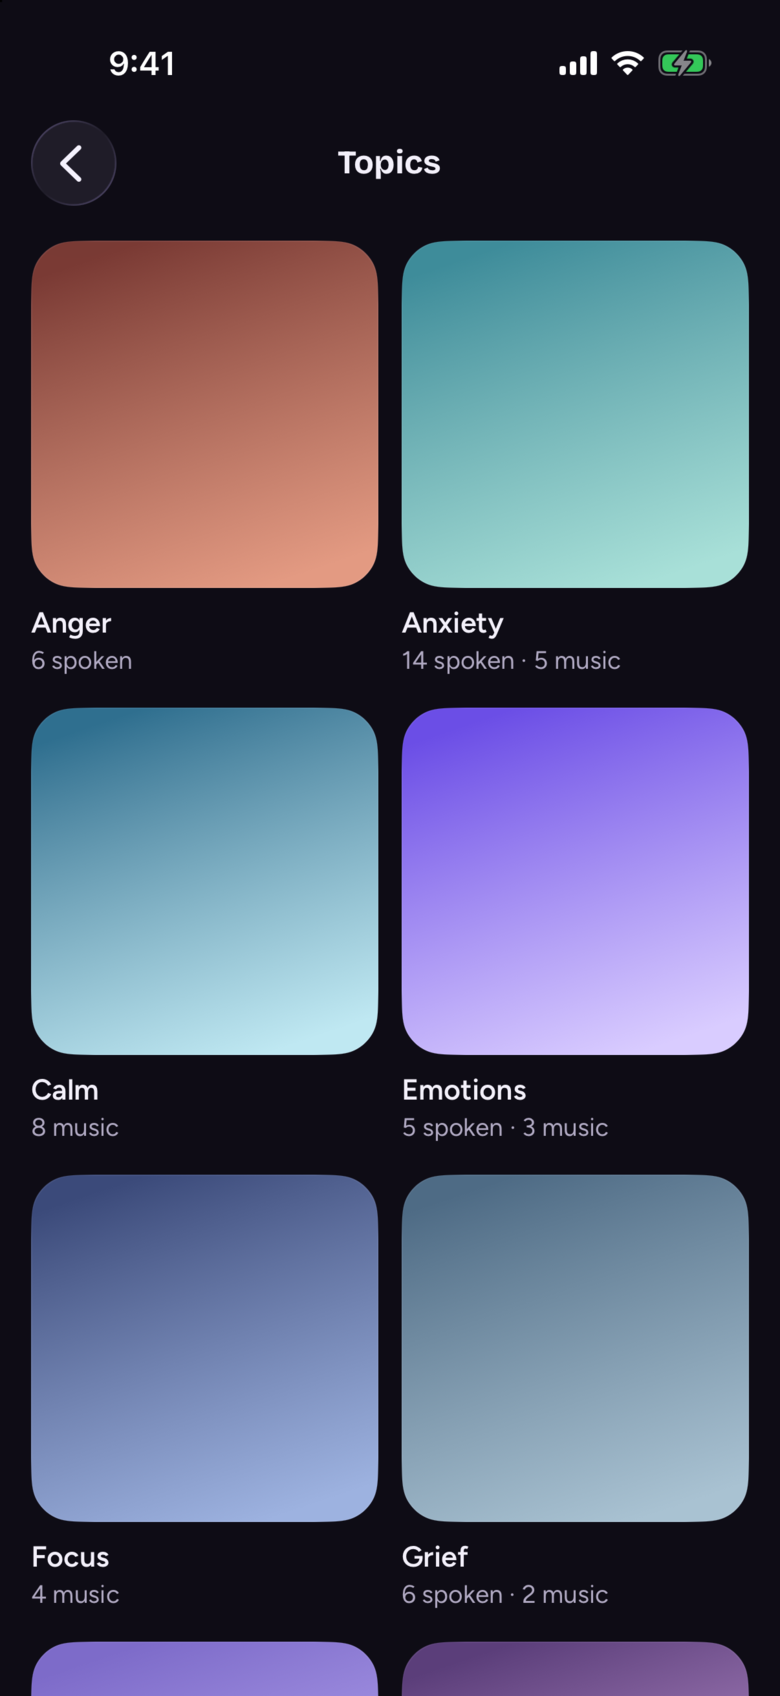 9:41
Topics
Anger
6 spoken
Anxiety
14 spoken · 5 music
Calm
8 music
Emotions
5 spoken · 3 music
Focus
4 music
Grief
6 spoken · 2 music